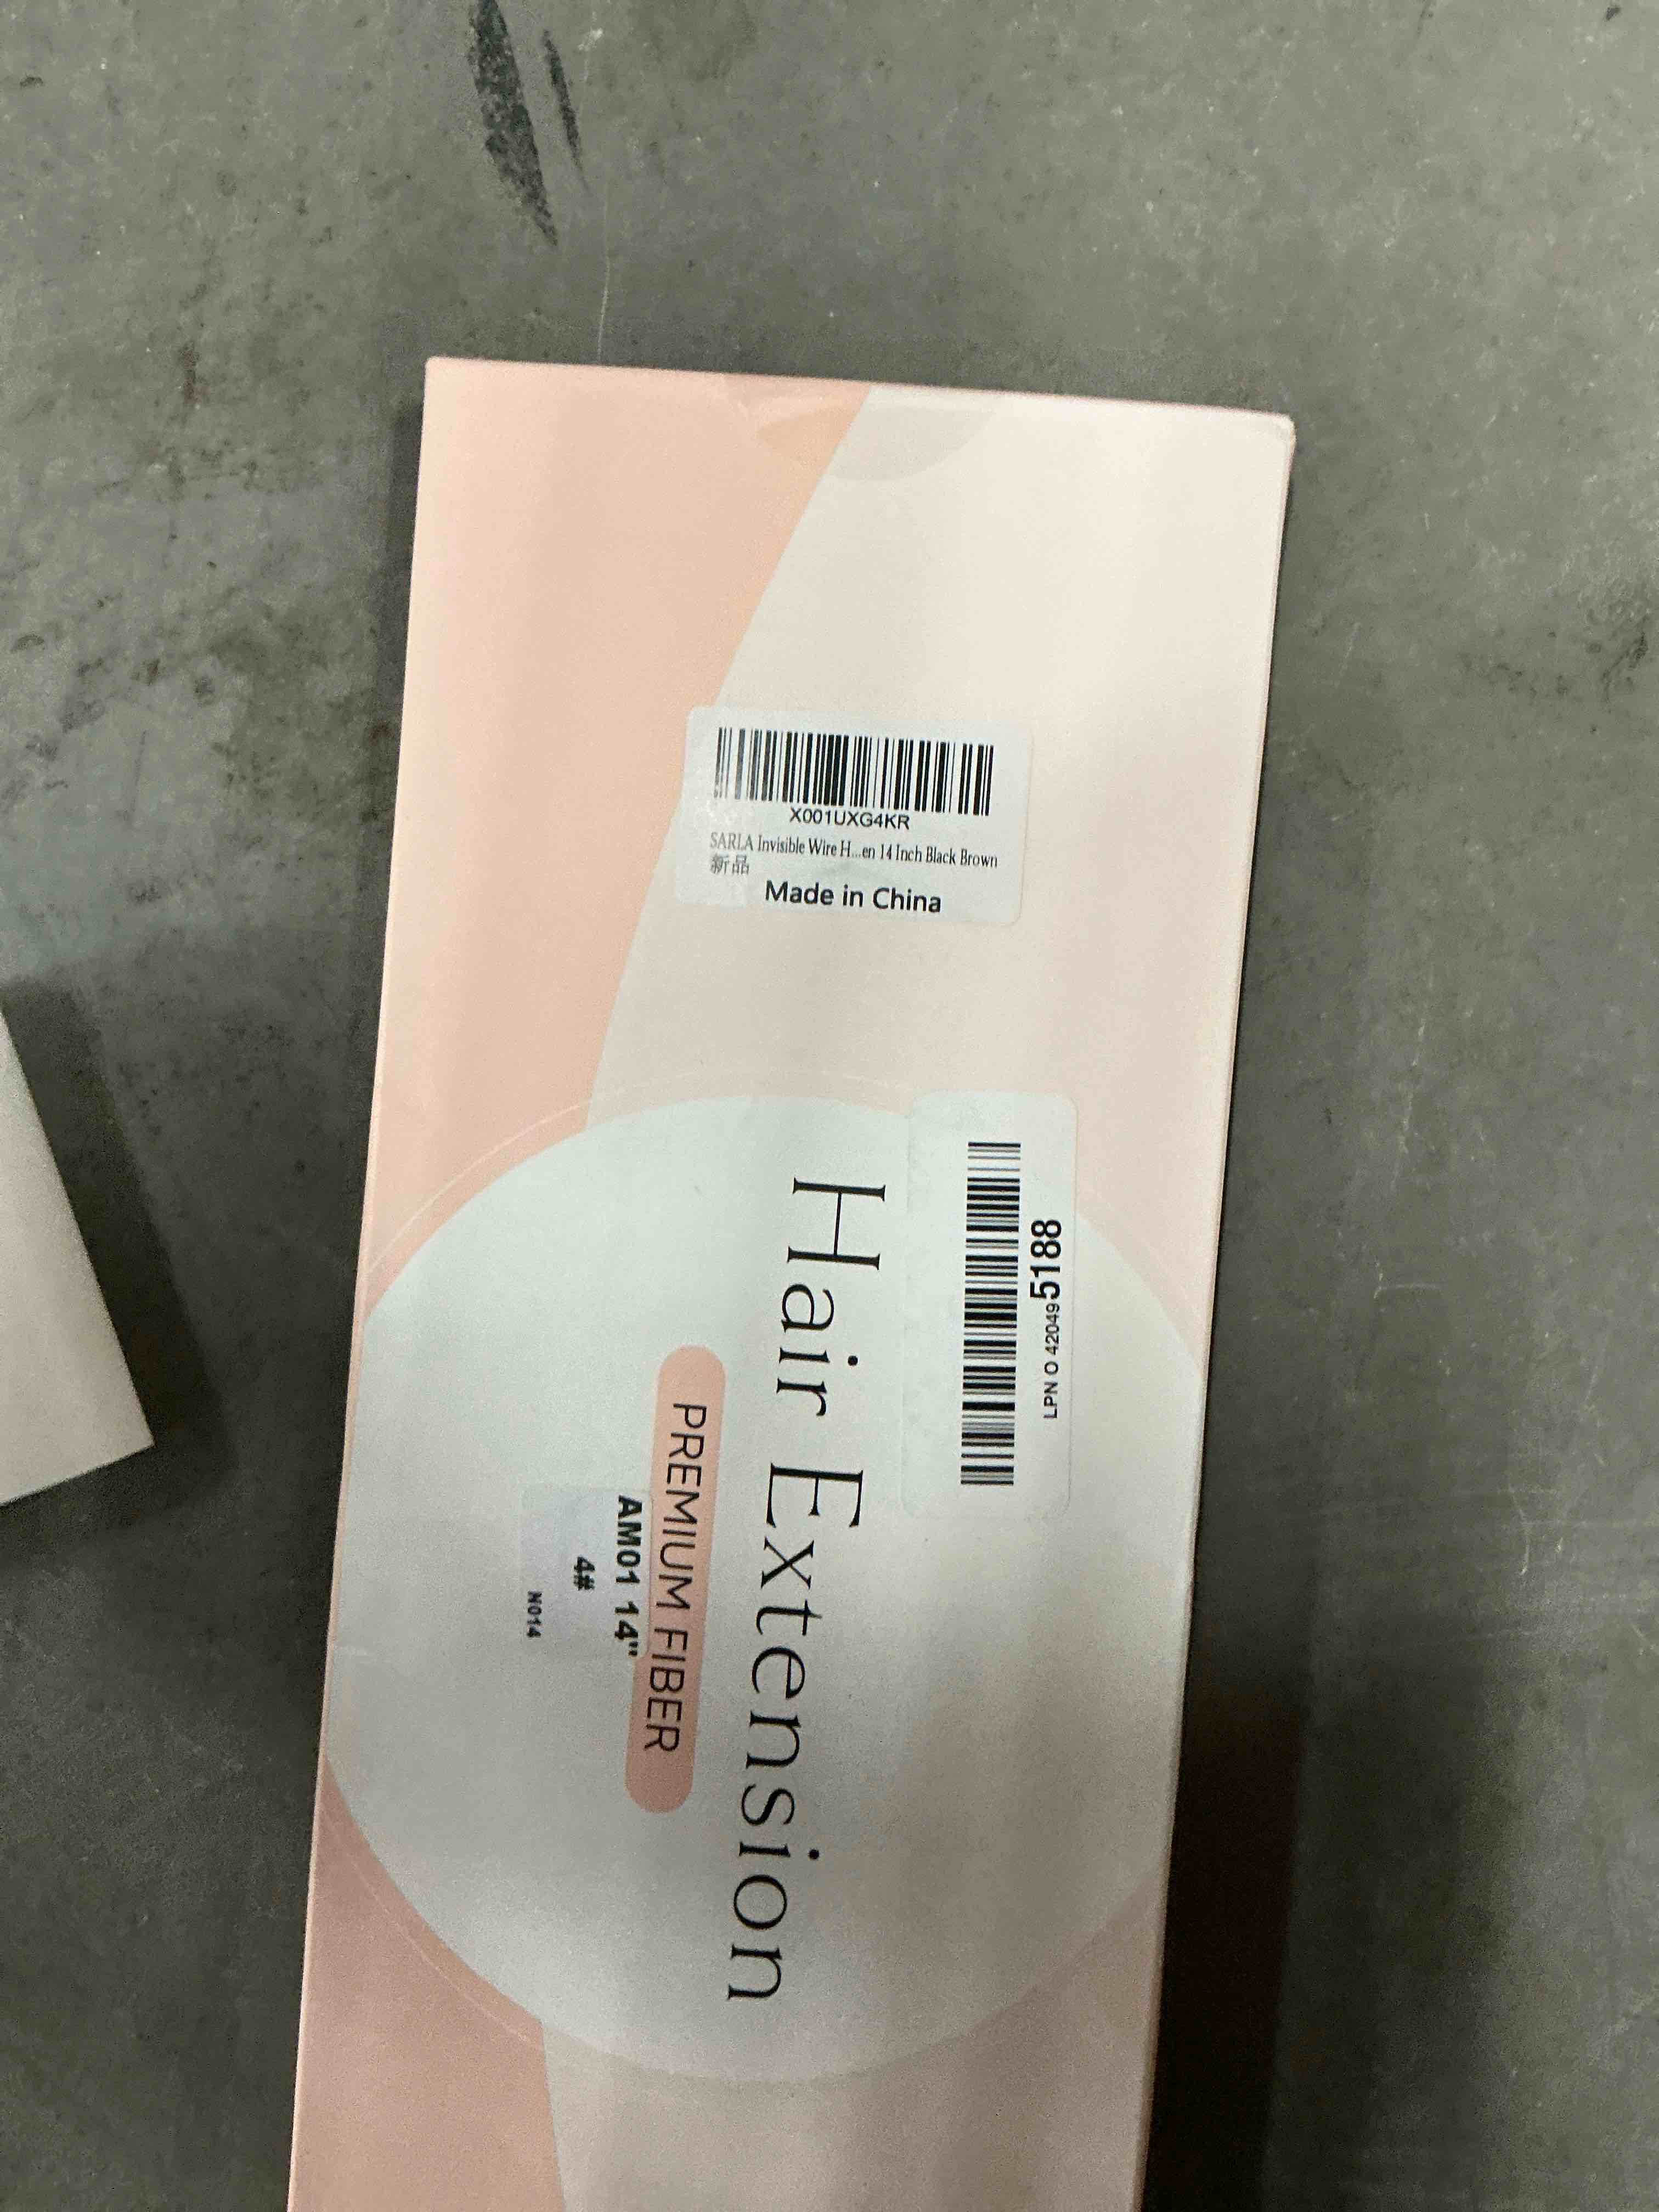 X001UXG4KR
SARLA Invisible Wire H...en 14 Inch Black Brown
新品
Made in China
LPN O 420495188
Hair Extension
PREMIUM FIBER
AM01 14"
4#
N014